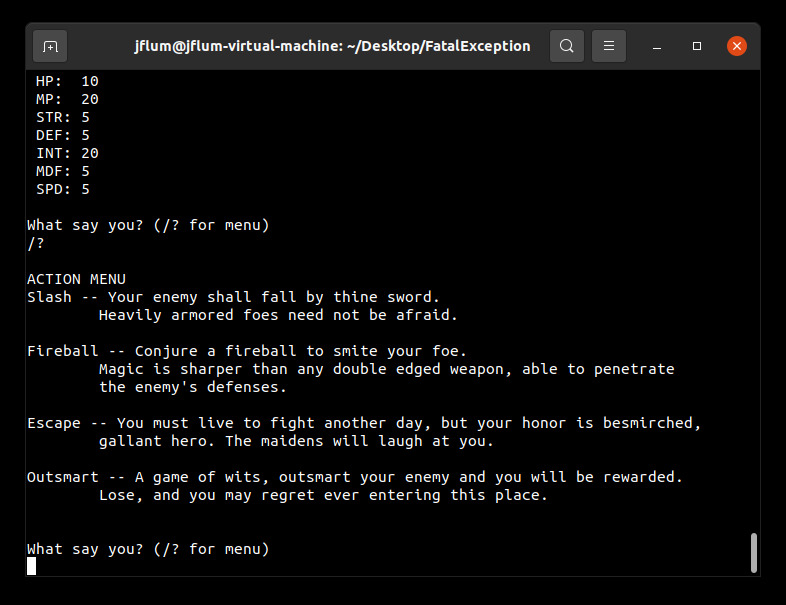 jflum@jflum-virtual-machine: ~/Desktop/FatalException
HP:  10
MP:  20
STR: 5
DEF: 5
INT: 20
MDF: 5
SPD: 5
What say you? (/? for menu)
/?
ACTION MENU
Slash -- Your enemy shall fall by thine sword.
Heavily armored foes need not be afraid.
Fireball -- Conjure a fireball to smite your foe.
Magic is sharper than any double edged weapon, able to penetrate
the enemy's defenses.
Escape -- You must live to fight another day, but your honor is besmirched,
gallant hero. The maidens will laugh at you.
Outsmart -- A game of wits, outsmart your enemy and you will be rewarded.
Lose, and you may regret ever entering this place.
What say you? (/? for menu)